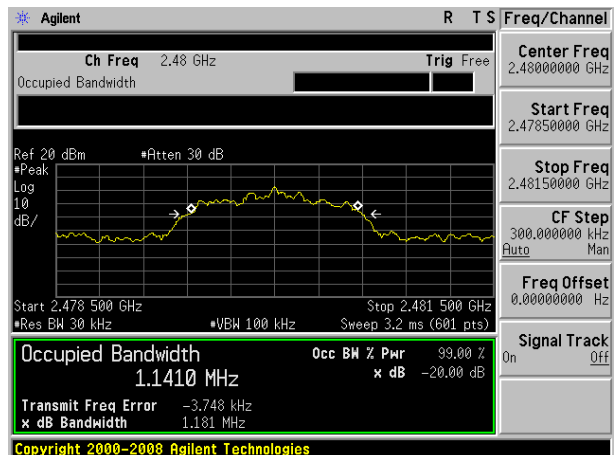 Agilent R T S Freq/Channel
Ch Freq 2.48 GHz Trig Free
Occupied Bandwidth
Center Freq
2.48000000 GHz
Start Freq
2.47850000 GHz
Stop Freq
2.48150000 GHz
CF Step
300.000000 kHz
Auto Man
Freq Offset
0.00000000 Hz
Signal Track
On Off
Ref 20 dBm #Atten 30 dB
#Peak
Log
10
dB/
Start 2.478 500 GHz Stop 2.481 500 GHz
#Res BW 30 kHz #VBW 100 kHz Sweep 3.2 ms (601 pts)
Occupied Bandwidth Occ BW % Pwr 99.00 %
1.1410 MHz x dB -20.00 dB
Transmit Freq Error -3.748 kHz
x dB Bandwidth 1.181 MHz
Copyright 2000-2008 Agilent Technologies